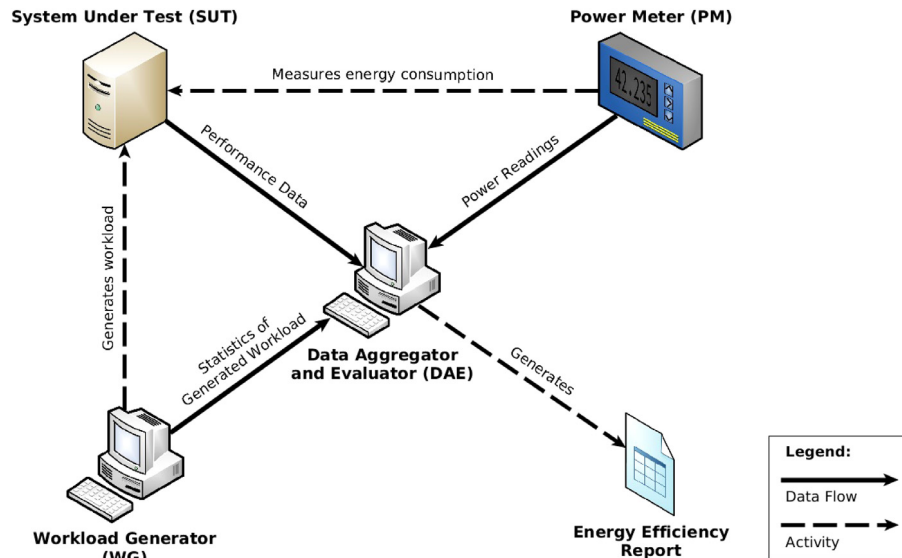 System Under Test (SUT)
Power Meter (PM)
Measures energy consumption
42.235
Performance Data
Power Readings
Generates workload
Statistics of
Generated Workload
Data Aggregator
and Evaluator (DAE)
Generates
Workload Generator
(WG)
Energy Efficiency
Report
Legend:
Data Flow
Activity